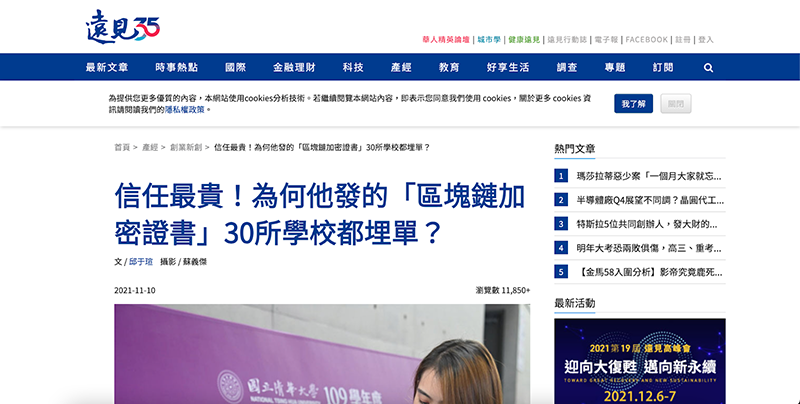 遠見35
華人精英論壇 | 城市學 | 健康遠見 | 遠見行動誌 | 電子報 | FACEBOOK | 註冊 | 登入
最新文章 時事熱點 國際 金融理財 科技 產經 教育 好享生活 調查 專題 訂閱
為提供您更多優質的內容，本網站使用cookies分析技術。若繼續閱覽本網站內容，即表示您同意我們使用 cookies，關於更多 cookies 資
訊請閱讀我們的隱私權政策。
我了解 關閉
首頁 > 產經 > 創業新創 > 信任最貴！為何他發的「區塊鏈加密證書」30所學校都埋單？
信任最貴！為何他發的「區塊鏈加
密證書」30所學校都埋單？
文 / 邱于瑄 攝影 / 蘇義傑
2021-11-10 瀏覽數 11,850+
國立清華大學 109學年度
NATIONAL TSING HUA UNIVERSITY
熱門文章
1 瑪莎拉蒂惡少案「一個月大家就忘...
2 半導體廠Q4展望不同調？晶圓代工...
3 特斯拉5位共同創辦人，發大財的...
4 明年大考恐兩敗俱傷，高三、重考...
5 【金馬58入圍分析】影帝究竟鹿死...
最新活動
2021第19屆 遠見高峰會
迎向大復甦 邁向新永續
TOWARD GREAT RECOVERY AND NEW SUSTAINABILITY
2021.12.6-7